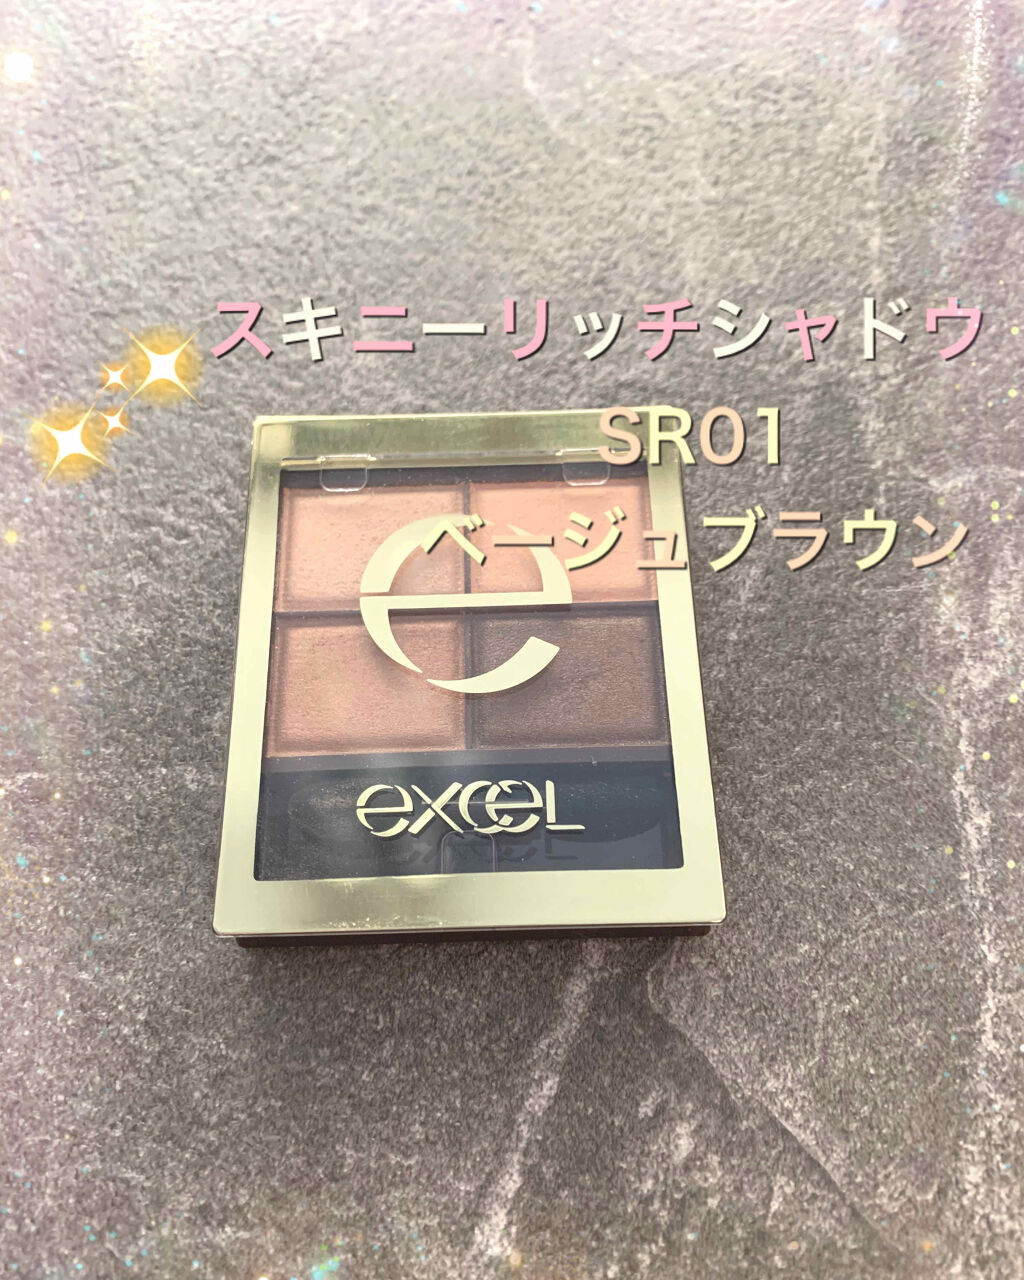 スキニーリッチシャドウ
SR01
ベージュブラウン
e
excel